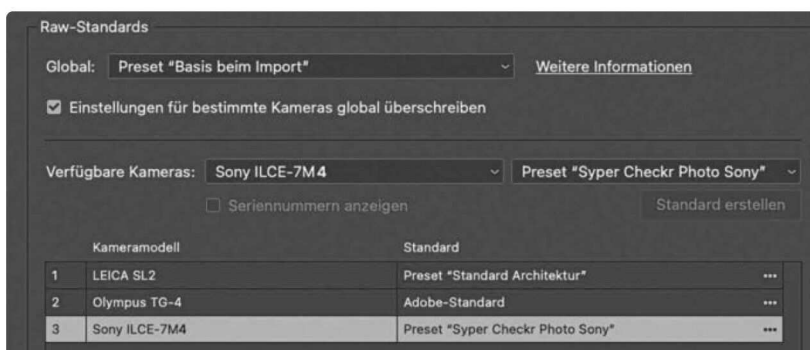 Raw-Standards
Global: Preset "Basis beim Import" Weitere Informationen
Einstellungen für bestimmte Kameras global überschreiben
Verfügbare Kameras: Sony ILCE-7M4 Preset "Syper Checkr Photo Sony"
Seriennummern anzeigen Standard erstellen
Kameramodell Standard
1 LEICA SL2 Preset "Standard Architektur" •••
2 Olympus TG-4 Adobe-Standard •••
3 Sony ILCE-7M4 Preset "Syper Checkr Photo Sony" •••